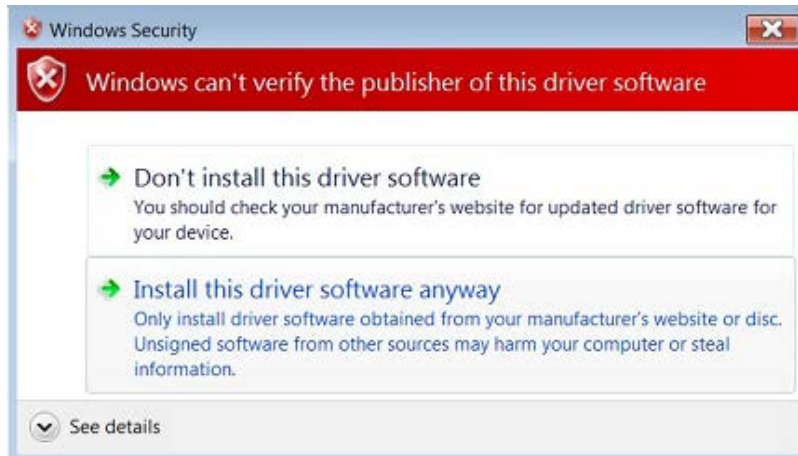 Windows Security
Windows can't verify the publisher of this driver software
Don't install this driver software
You should check your manufacturer's website for updated driver software for
your device.
Install this driver software anyway
Only install driver software obtained from your manufacturer's website or disc.
Unsigned software from other sources may harm your computer or steal
information.
See details